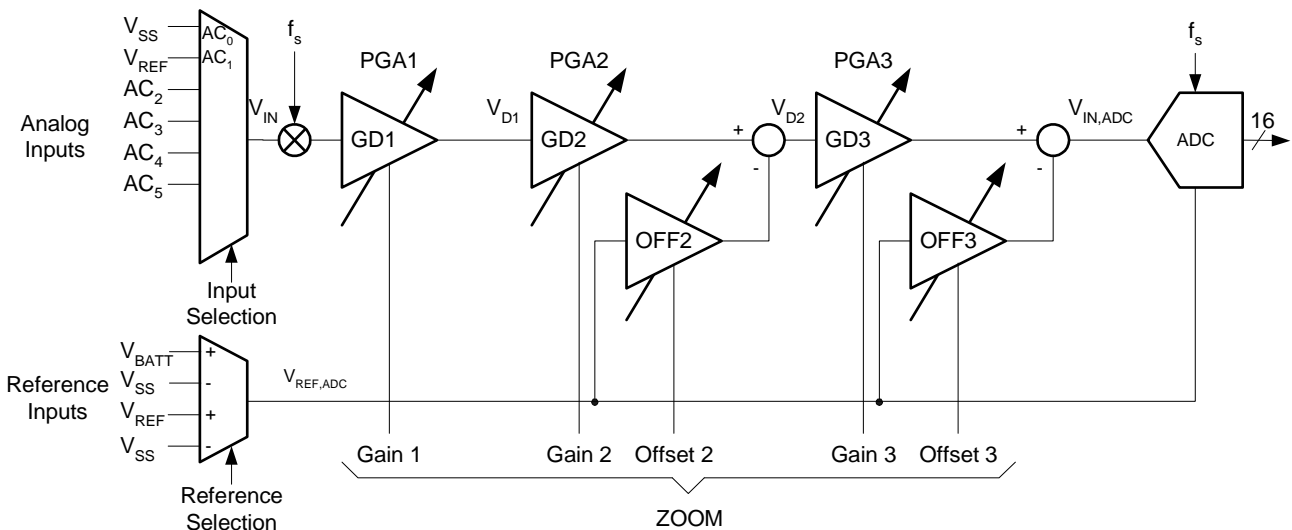 V_SS
AC_0
f_s
V_REF
AC_1
PGA1
PGA2
PGA3
f_s
AC_2
AC_3
AC_4
AC_5
Analog
Inputs
V_IN
GD1
V_D1
GD2
+
-
V_D2
GD3
+
-
V_IN,ADC
ADC
16
OFF2
OFF3
Input
Selection
Reference
Inputs
V_BATT
+
V_SS
-
V_REF
+
V_SS
-
V_REF,ADC
Gain 1
Gain 2
Offset 2
Gain 3
Offset 3
Reference
Selection
ZOOM